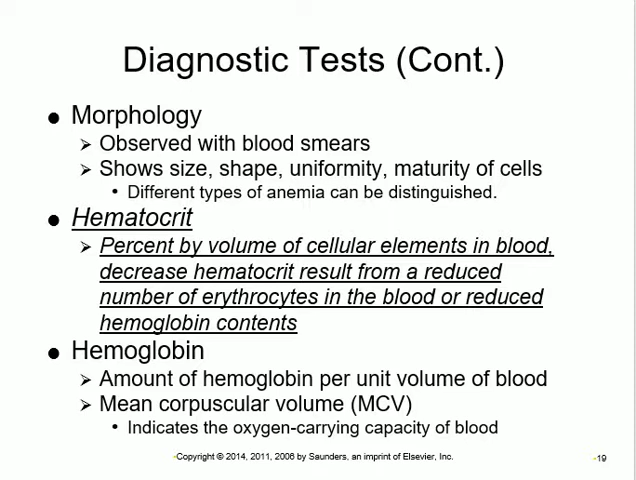 Diagnostic Tests (Cont.)
● Morphology
➢ Observed with blood smears
➢ Shows size, shape, uniformity, maturity of cells
• Different types of anemia can be distinguished.
● Hematocrit
➢ Percent by volume of cellular elements in blood,
decrease hematocrit result from a reduced
number of erythrocytes in the blood or reduced
hemoglobin contents
● Hemoglobin
➢ Amount of hemoglobin per unit volume of blood
➢ Mean corpuscular volume (MCV)
• Indicates the oxygen-carrying capacity of blood
•Copyright © 2014, 2011, 2006 by Saunders, an imprint of Elsevier, Inc.
•19